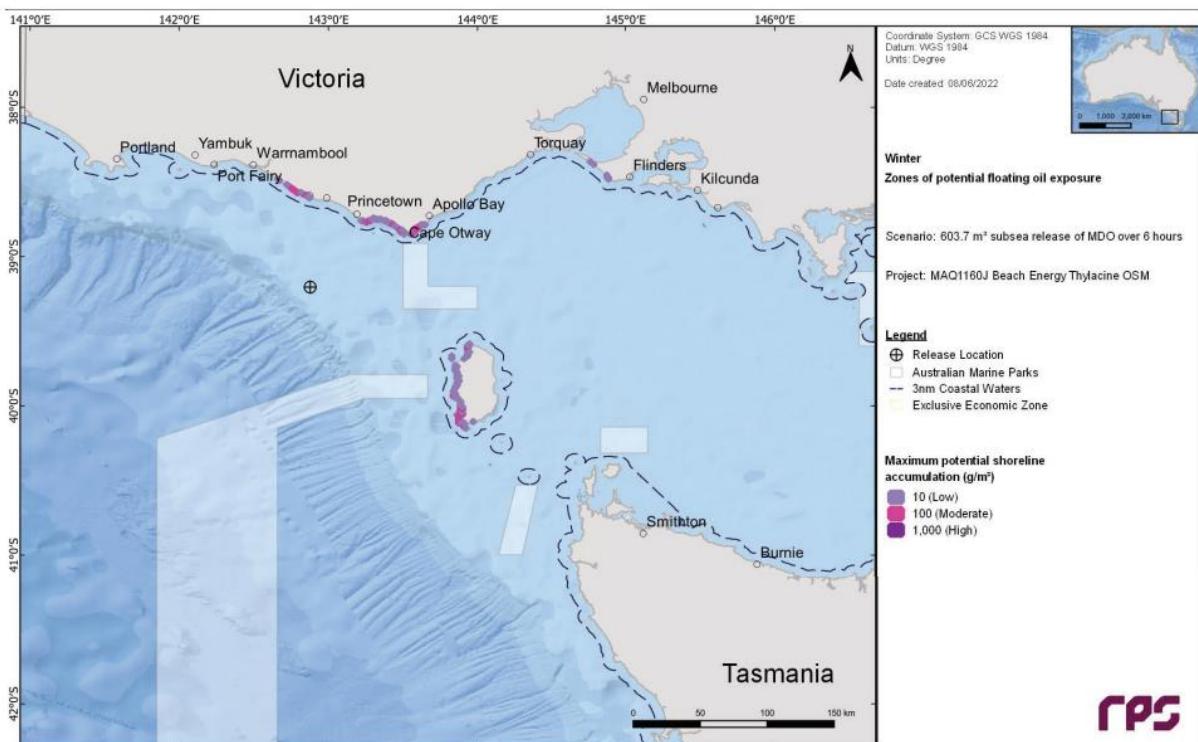 141°0'E 142°0'E 143°0'E 144°0'E 145°0'E 146°0'E
38°0'S
39°0'S
40°0'S
41°0'S
42°0'S
Victoria
N
Melbourne
Portland
Yambuk
Warrnambool
Port Fairy
Torquay
Flinders
Kilcunda
Princetown
Apollo Bay
Cape Otway
Smithton
Burnie
Tasmania
0 50 100 150 km
Coordinate System: GCS WGS 1984
Datum: WGS 1984
Units: Degree
Date created: 08/06/2022
0 1,000 2,000 km
Winter
Zones of potential floating oil exposure
Scenario: 603.7 m³ subsea release of MDO over 6 hours
Project: MAQ1160J Beach Energy Thylacine OSM
Legend
Release Location
Australian Marine Parks
3nm Coastal Waters
Exclusive Economic Zone
Maximum potential shoreline
accumulation (g/m²)
10 (Low)
100 (Moderate)
1,000 (High)
rps